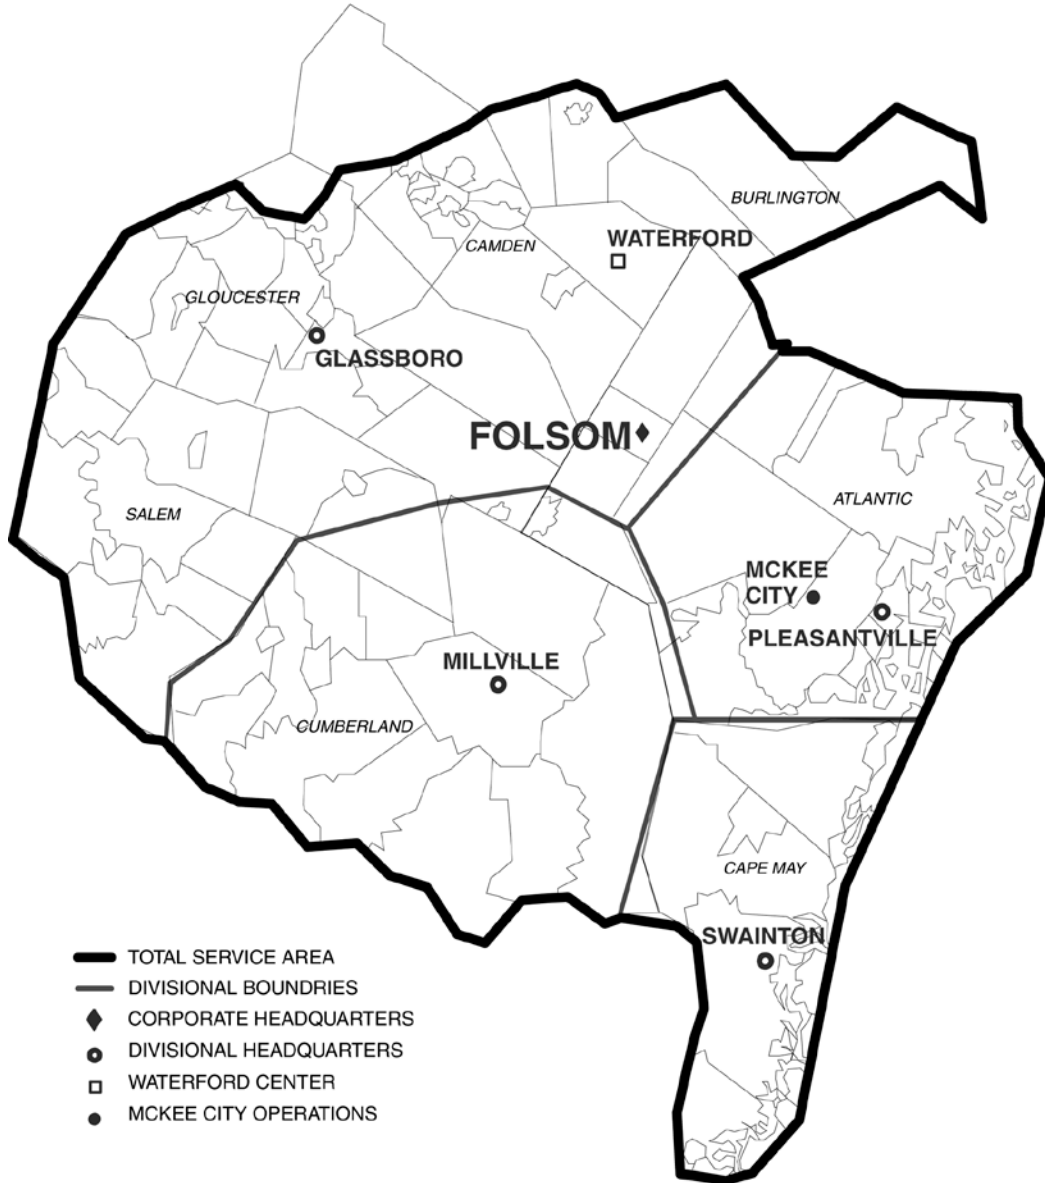 BURLINGTON
WATERFORD
CAMDEN
GLOUCESTER
GLASSBORO
FOLSOM
ATLANTIC
SALEM
MCKEE
CITY
PLEASANTVILLE
MILLVILLE
CUMBERLAND
CAPE MAY
SWAINTON
TOTAL SERVICE AREA
DIVISIONAL BOUNDRIES
CORPORATE HEADQUARTERS
DIVISIONAL HEADQUARTERS
WATERFORD CENTER
MCKEE CITY OPERATIONS